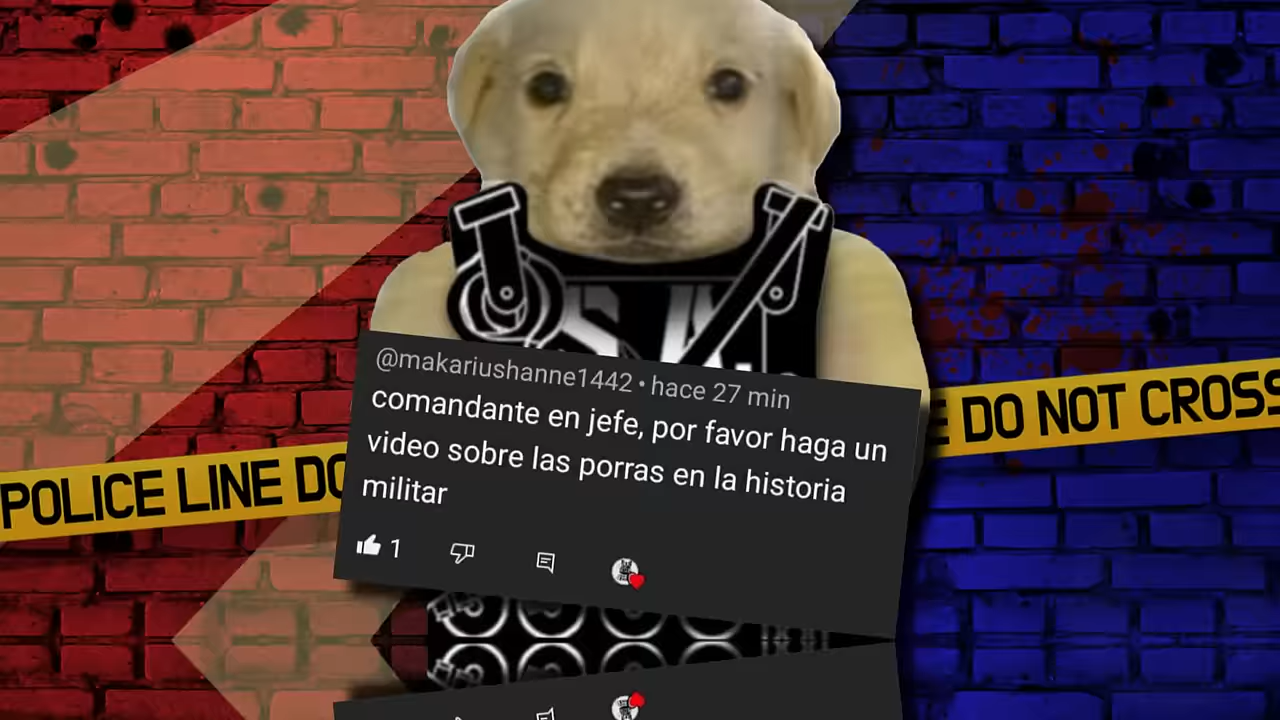 @makariushanne1442 • hace 27 min
comandante en jefe, por favor haga un
video sobre las porras en la historia
militar
1
POLICE LINE DO
DO NOT CROSS